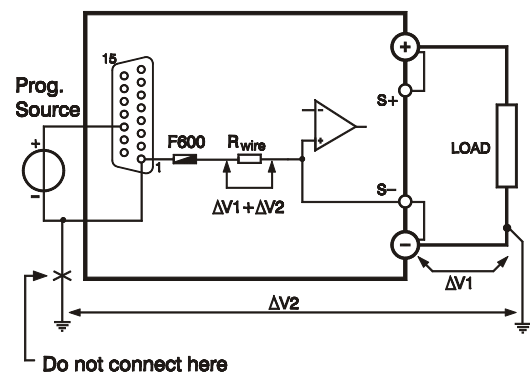 15
Prog.
Source
+
-
1
F600
Rwire
ΔV1+ΔV2
-
+
+
S+
S-
-
LOAD
ΔV1
ΔV2
Do not connect here